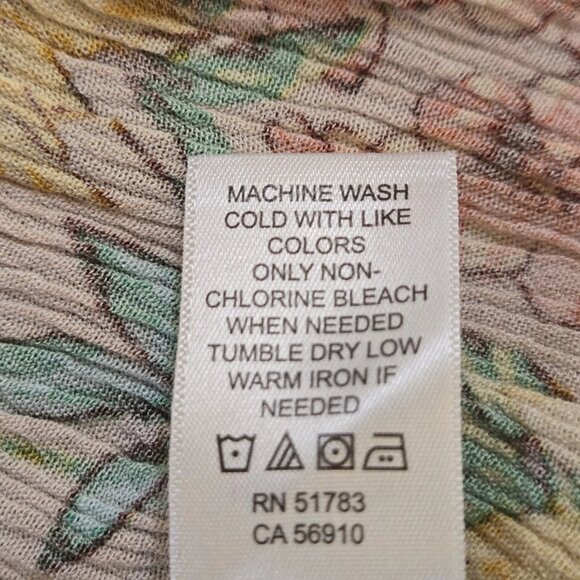 MACHINE WASH
COLD WITH LIKE
COLORS
ONLY NON-
CHLORINE BLEACH
WHEN NEEDED
TUMBLE DRY LOW
WARM IRON IF
NEEDED
RN 51783
CA 56910